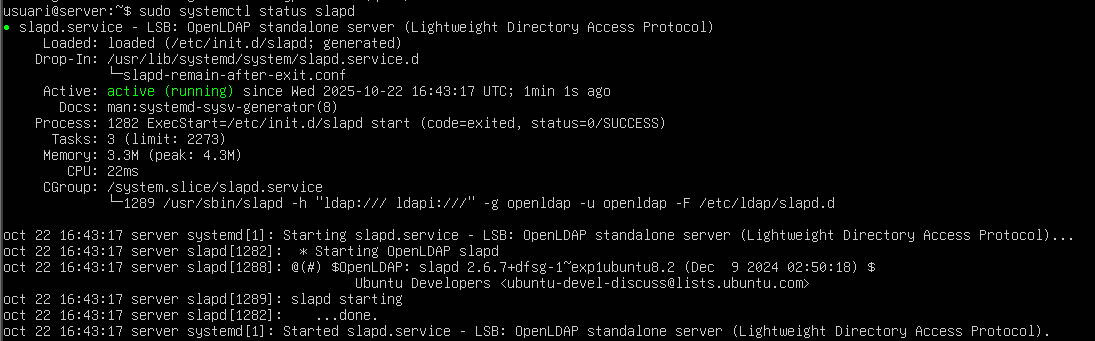 usuari@server:~$ sudo systemctl status slapd
● slapd.service - LSB: OpenLDAP standalone server (Lightweight Directory Access Protocol)
     Loaded: loaded (/etc/init.d/slapd; generated)
    Drop-In: /usr/lib/systemd/system/slapd.service.d
             └─slapd-remain-after-exit.conf
     Active: active (running) since Wed 2025-10-22 16:43:17 UTC; 1min 1s ago
       Docs: man:systemd-sysv-generator(8)
    Process: 1282 ExecStart=/etc/init.d/slapd start (code=exited, status=0/SUCCESS)
      Tasks: 3 (limit: 2273)
     Memory: 3.3M (peak: 4.3M)
        CPU: 22ms
     CGroup: /system.slice/slapd.service
             └─1289 /usr/sbin/slapd -h "ldap:/// ldapi:///" -g openldap -u openldap -F /etc/ldap/slapd.d

oct 22 16:43:17 server systemd[1]: Starting slapd.service - LSB: OpenLDAP standalone server (Lightweight Directory Access Protocol)...
oct 22 16:43:17 server slapd[1282]:  * Starting OpenLDAP slapd
oct 22 16:43:17 server slapd[1288]: @(#) $OpenLDAP: slapd 2.6.7+dfsg-1~exp1ubuntu8.2 (Dec  9 2024 02:50:18) $
                                            Ubuntu Developers <ubuntu-devel-discuss@lists.ubuntu.com>
oct 22 16:43:17 server slapd[1289]: slapd starting
oct 22 16:43:17 server slapd[1282]:    ...done.
oct 22 16:43:17 server systemd[1]: Started slapd.service - LSB: OpenLDAP standalone server (Lightweight Directory Access Protocol).